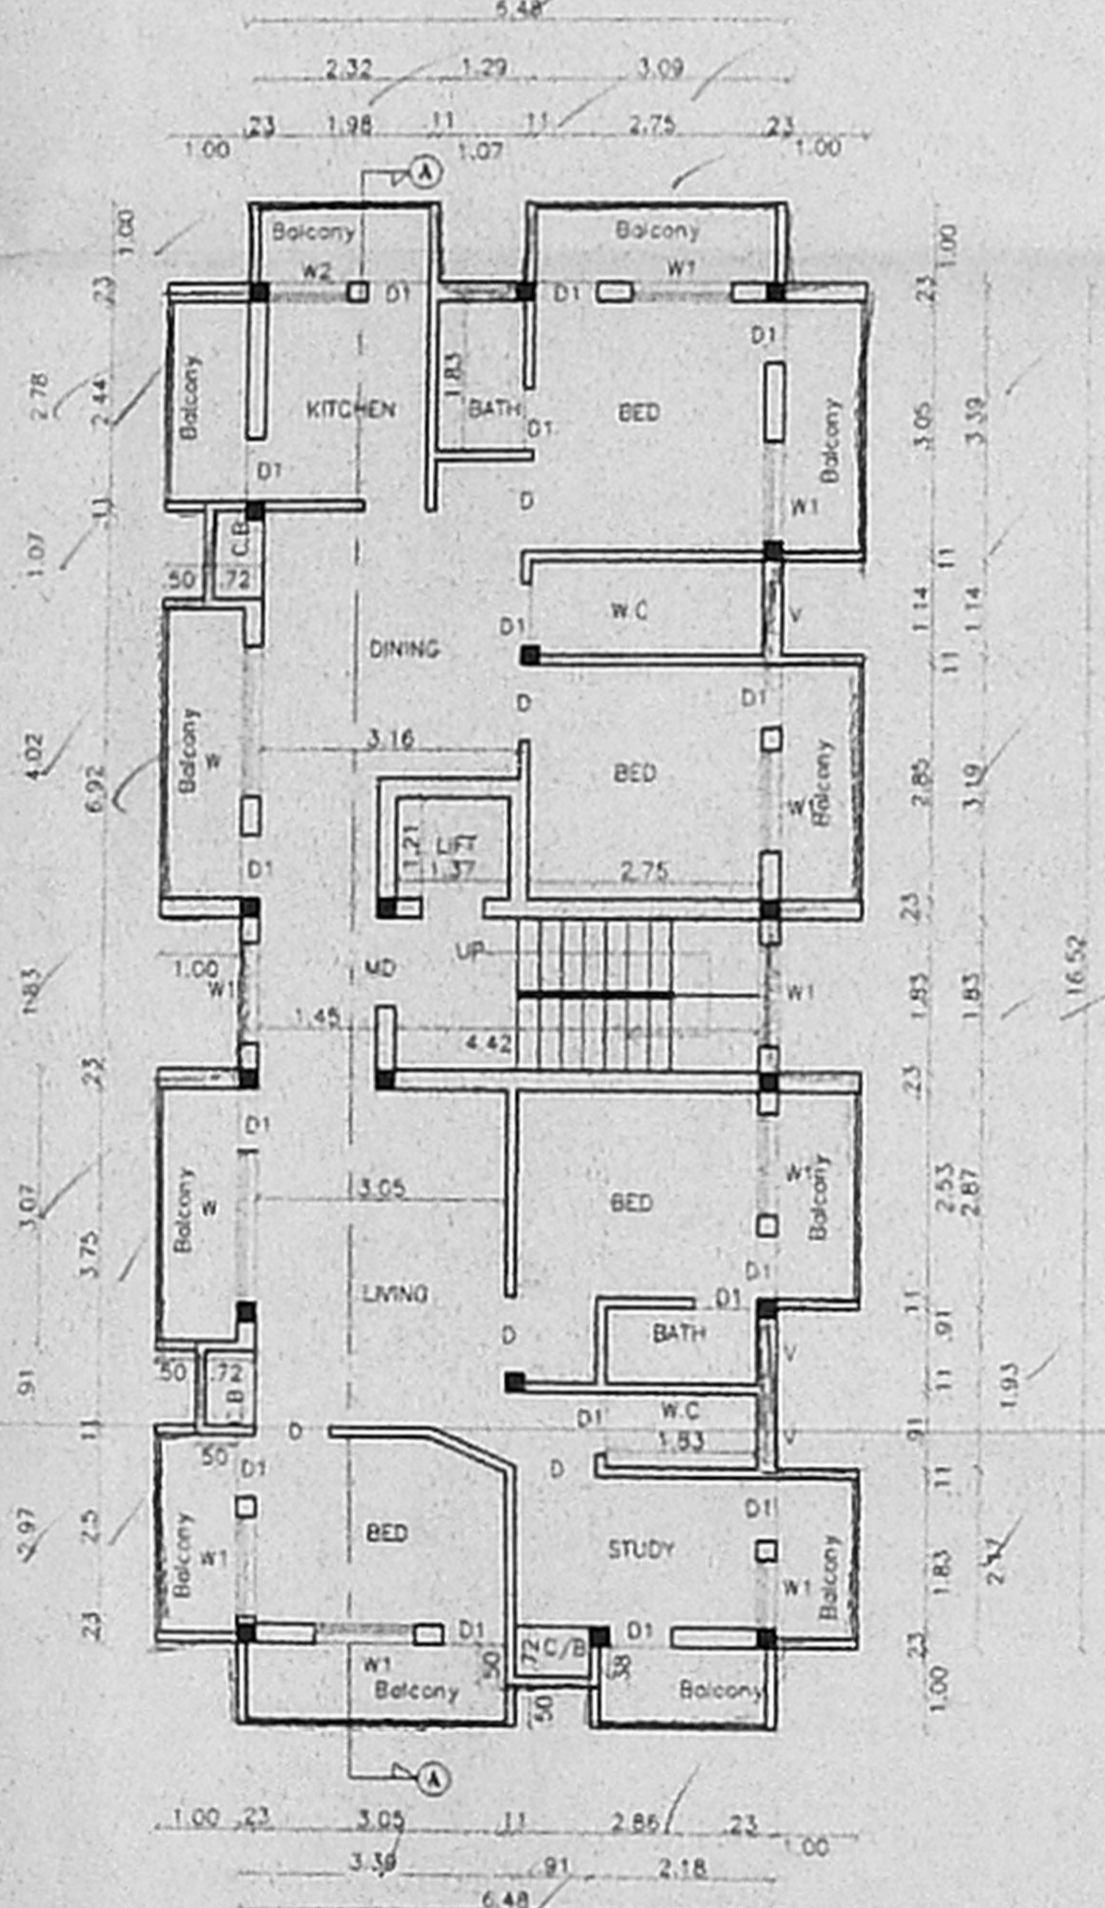 6.48
2.32 1.29 3.09
.23 1.98 .11 .11 2.75 .23
1.00 1.07 1.00
A
1.00 Balcony Balcony 1.00
W2 W1
.23 D1 D1 .23
D1
2.78 2.44 Balcony 1.83 3.05 3.39
KITCHEN BATH BED Balcony
D1
D1
D W1
.11
1.07 C.B .11
.50 .72
W.C V 1.14 1.14
D1
DINING .11
D D1
3.16
4.02 6.92 Balcony W BED 2.85 3.19
W1 Balcony
1.21 LIFT
1.37 2.75
D1
.23
UP
1.00 MD
1.83 W1 W1 1.83 1.83 16.52
1.45
4.42
.23 .23
D1
3.07 3.75 Balcony W 3.05 BED W1 Balcony 2.53 2.87
D1
LIVING D1 .11
D BATH V .91
.91 .50 .72 .11 1.93
.B W.C
D1
.11 D 1.83 V .91
.50 D1 D .11
D1
2.97 2.5 Balcony W1 BED STUDY W1 Balcony 1.83
.23 D1 D1 .23
W1 .50 .72 C/B .38
Balcony .50 Balcony 1.00
A
1.00 .23 3.05 .11 2.86 .23
1.00
3.39 .91 2.18
6.48